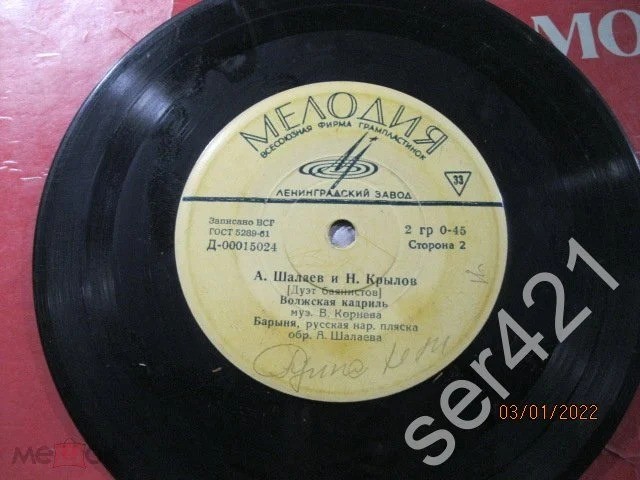 МО
МЕЛОДИЯ
ВСЕСОЮЗНАЯ ФИРМА ГРАМПЛАСТИНОК
ЛЕНИНГРАДСКИЙ ЗАВОД
33
Записано ВСГ
ГОСТ 5289-61
Д-00015024
2 гр 0-45
Сторона 2
А. Шалаев и Н. Крылов
[Дуэт баянистов]
Волжская кадриль
муз. В. Корнева
Барыня, русская нар. пляска
обр. А. Шалаева
ser421
03/01/2022